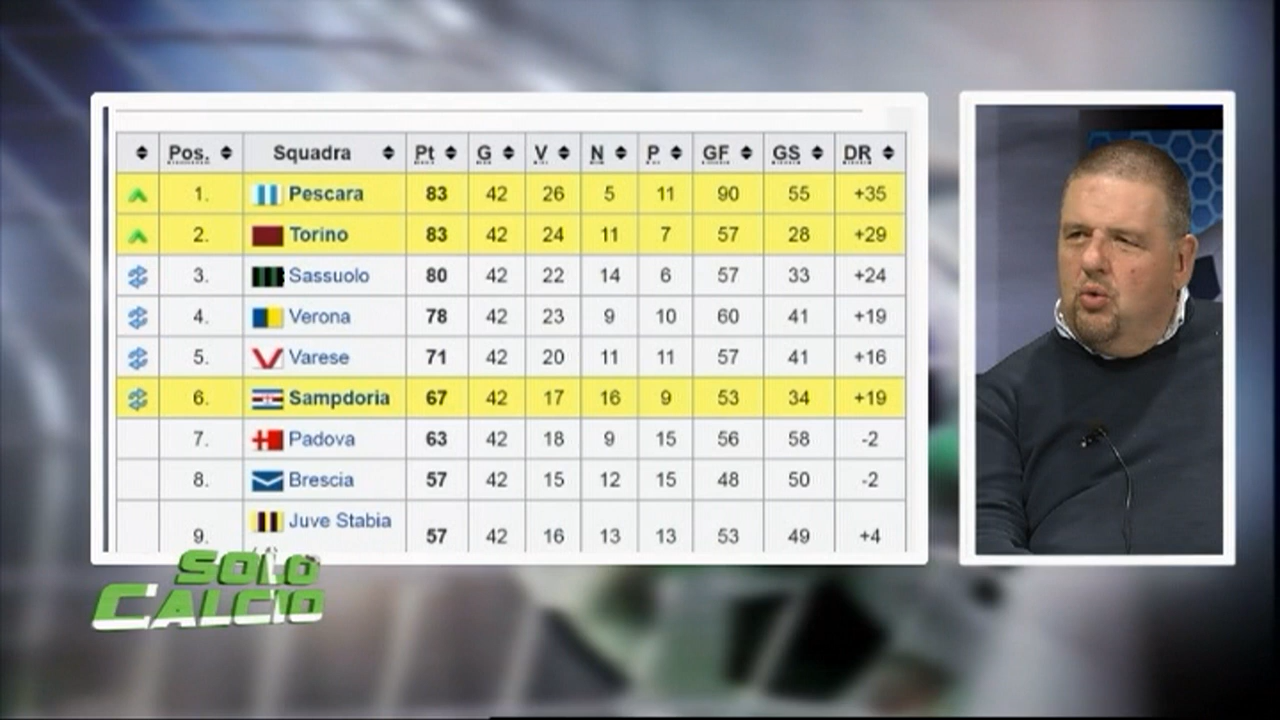 Pos. Squadra Pt G V N P GF GS DR
1. Pescara 83 42 26 5 11 90 55 +35
2. Torino 83 42 24 11 7 57 28 +29
3. Sassuolo 80 42 22 14 6 57 33 +24
4. Verona 78 42 23 9 10 60 41 +19
5. Varese 71 42 20 11 11 57 41 +16
6. Sampdoria 67 42 17 16 9 53 34 +19
7. Padova 63 42 18 9 15 56 58 -2
8. Brescia 57 42 15 12 15 48 50 -2
9. Juve Stabia 57 42 16 13 13 53 49 +4
SOLO
CALCIO